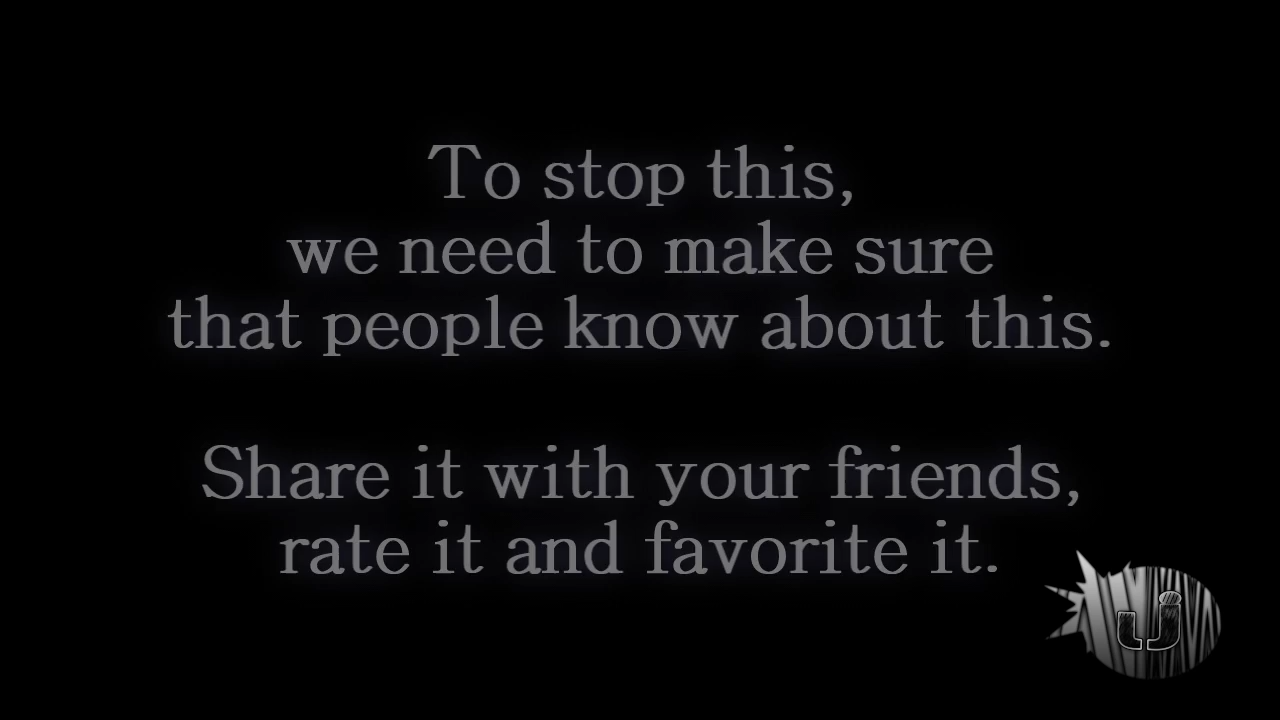 To stop this,
we need to make sure
that people know about this.
Share it with your friends,
rate it and favorite it.